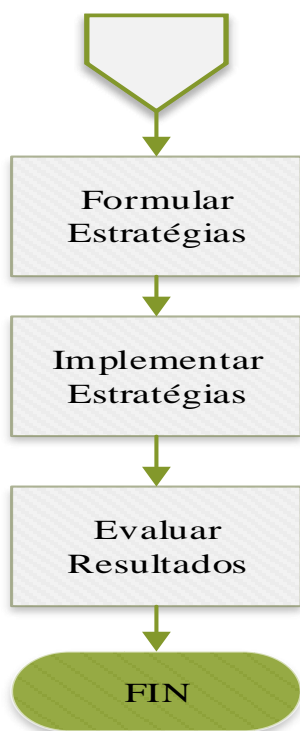 Formular
Estratégias
Implementar
Estratégias
Evaluar
Resultados
FIN